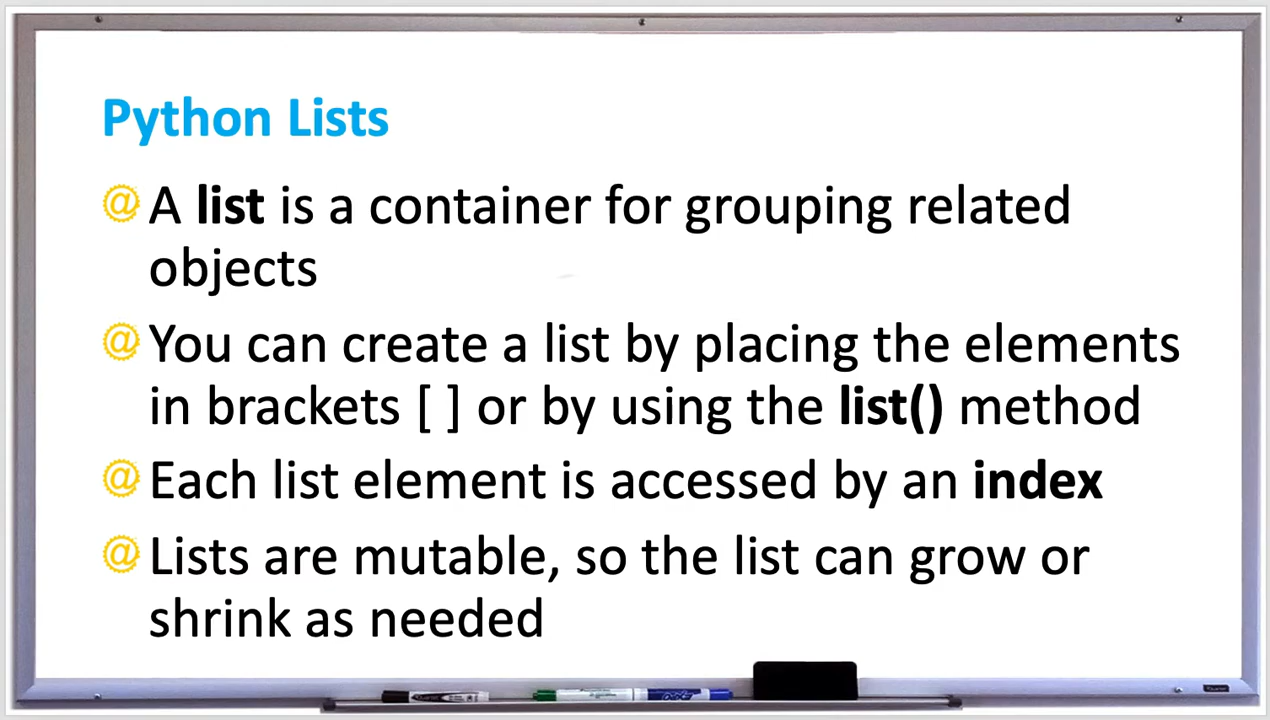 Python Lists
@ A list is a container for grouping related
objects
@ You can create a list by placing the elements
in brackets [ ] or by using the list() method
@ Each list element is accessed by an index
@ Lists are mutable, so the list can grow or
shrink as needed